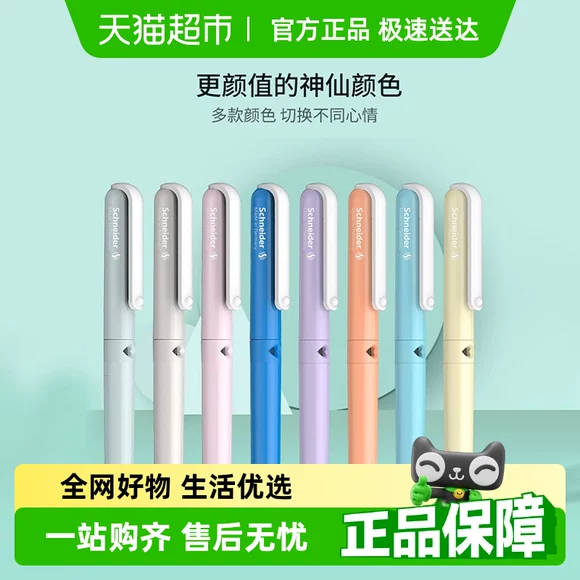 天猫超市 官方正品 极速送达
更颜值的神仙颜色
多款颜色 切换不同心情
Schneider
Schneider
Schneider
Schneider
Schneider
Schneider
Schneider
Schneider
全网好物 生活优选
一站购齐 售后无忧
正品保障